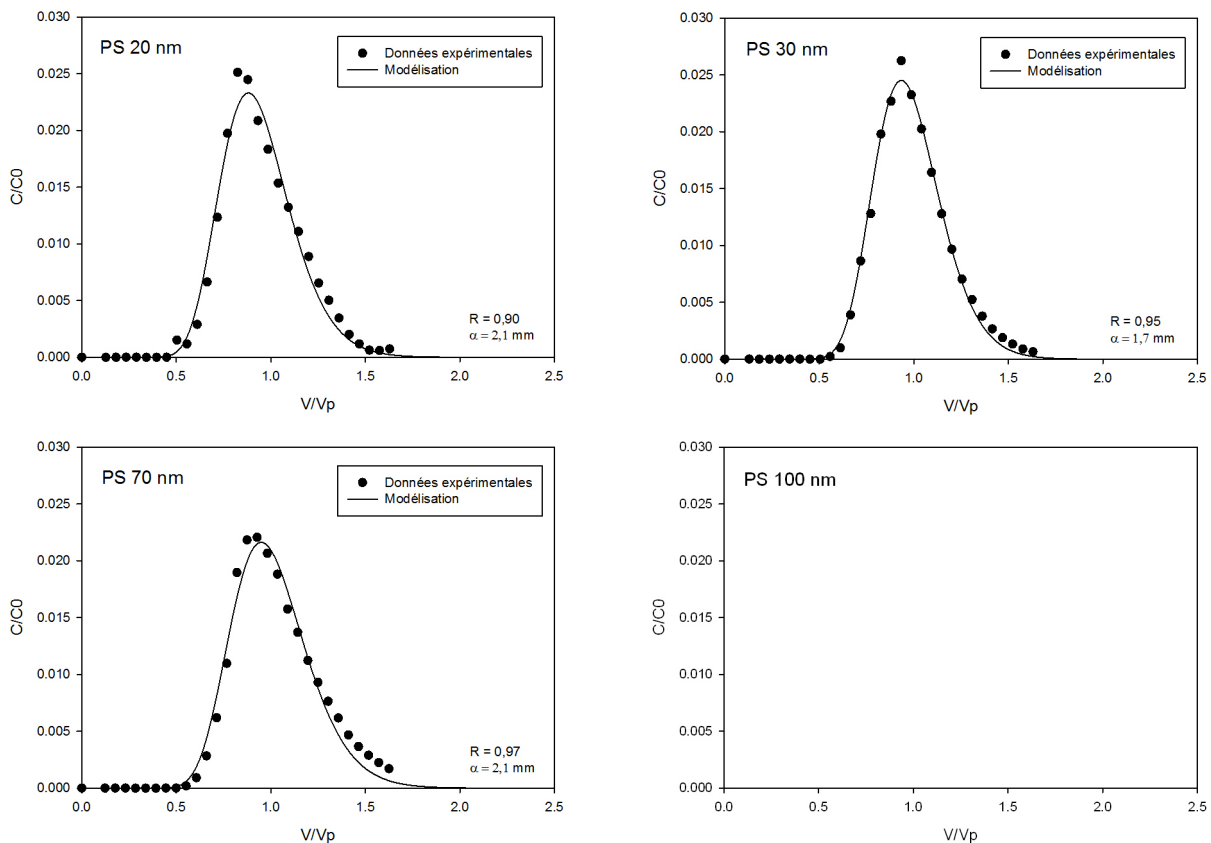 PS 20 nm
Données expérimentales
Modélisation
0.030
0.025
0.020
0.015
0.010
0.005
0.000
C/C0
R = 0,90
α = 2,1 mm
0.0 0.5 1.0 1.5 2.0 2.5
V/Vp
PS 30 nm
Données expérimentales
Modélisation
0.030
0.025
0.020
0.015
0.010
0.005
0.000
C/C0
R = 0,95
α = 1,7 mm
0.0 0.5 1.0 1.5 2.0 2.5
V/Vp
PS 70 nm
Données expérimentales
Modélisation
0.030
0.025
0.020
0.015
0.010
0.005
0.000
C/C0
R = 0,97
α = 2,1 mm
0.0 0.5 1.0 1.5 2.0 2.5
V/Vp
PS 100 nm
0.030
0.025
0.020
0.015
0.010
0.005
0.000
C/C0
0.0 0.5 1.0 1.5 2.0 2.5
V/Vp